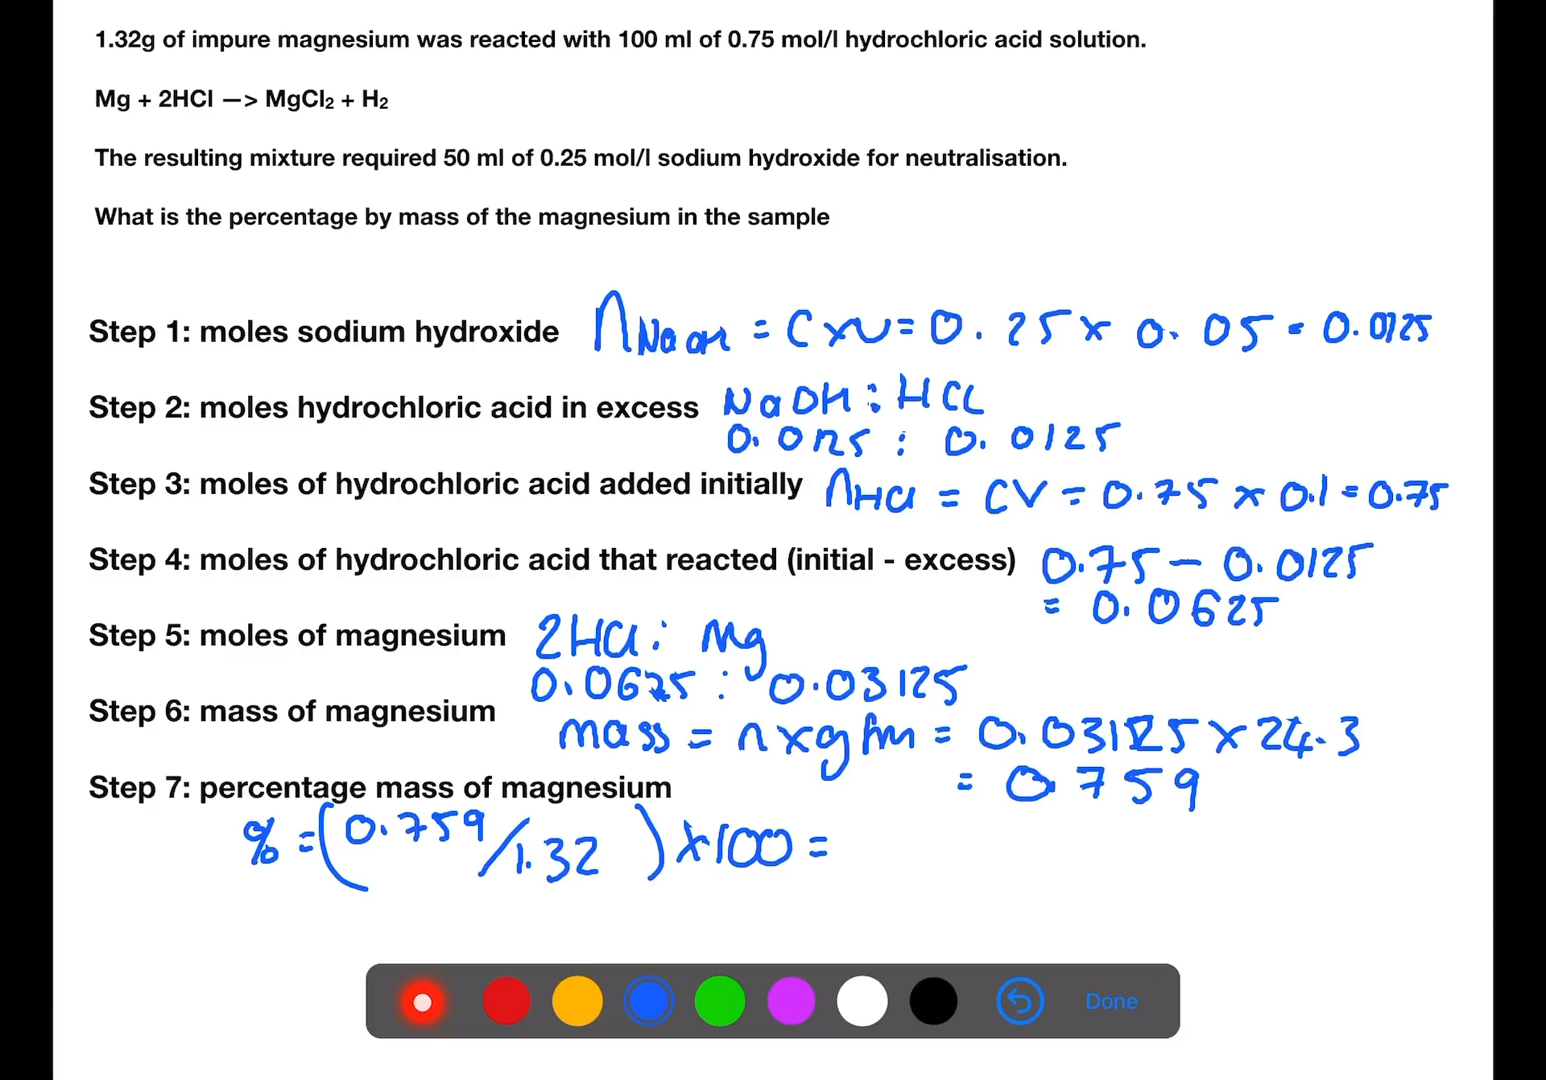 1.32g of impure magnesium was reacted with 100 ml of 0.75 mol/l hydrochloric acid solution.
Mg + 2HCl —> MgCl₂ + H₂
The resulting mixture required 50 ml of 0.25 mol/l sodium hydroxide for neutralisation.
What is the percentage by mass of the magnesium in the sample
Step 1: moles sodium hydroxide n NaOH = C x V = 0.25 x 0.05 = 0.0125
Step 2: moles hydrochloric acid in excess NaOH : HCl
0.0125 : 0.0125
Step 3: moles of hydrochloric acid added initially n HCl = CV = 0.75 x 0.1 = 0.75
Step 4: moles of hydrochloric acid that reacted (initial - excess) 0.75 - 0.0125
= 0.0625
Step 5: moles of magnesium 2HCl : Mg
0.0625 : 0.03125
Step 6: mass of magnesium
mass = n x gfm = 0.03125 x 24.3
Step 7: percentage mass of magnesium = 0.759
% = (0.759/1.32) x 100 =
Done